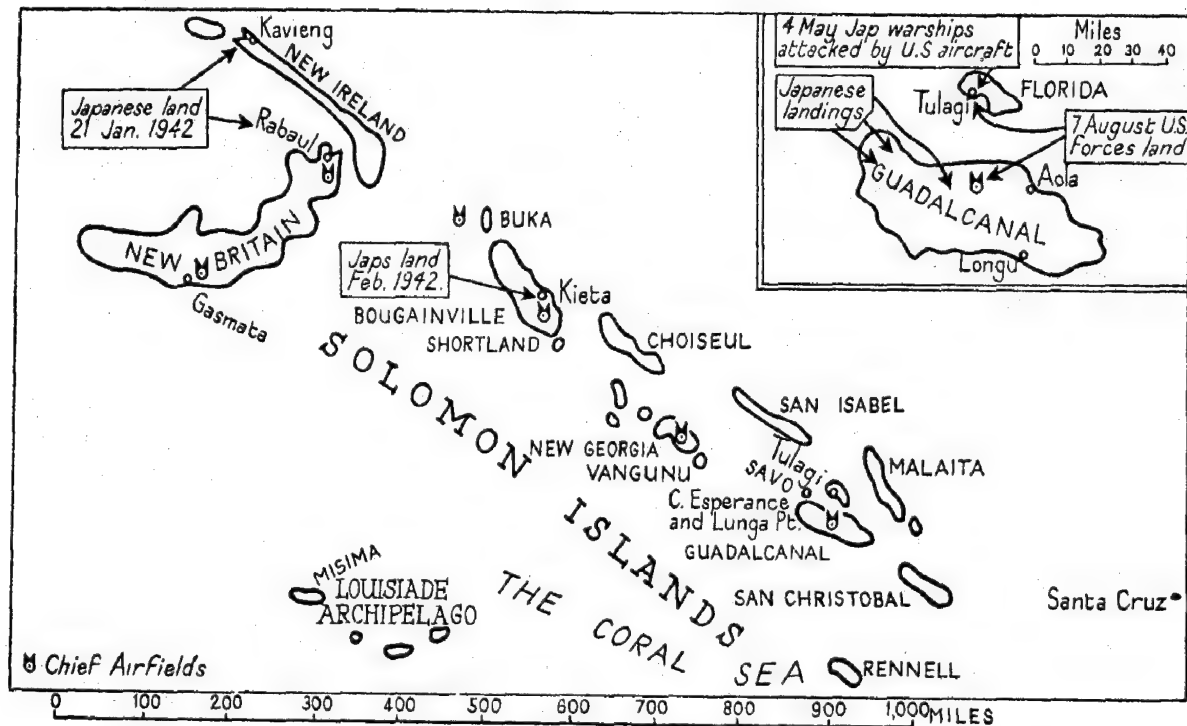 Kavieng
NEW IRELAND
Japanese land
21 Jan. 1942
Rabaul
NEW BRITAIN
Gasmata
BUKA
Japs land
Feb. 1942.
Kieta
BOUGAINVILLE
SHORTLAND
CHOISEUL
SOLOMON ISLANDS
SAN ISABEL
NEW GEORGIA
VANGUNU
Tulagi
SAVO
MALAITA
C. Esperance
and Lunga Pt.
GUADALCANAL
MISIMA
LOUISIADE
ARCHIPELAGO
THE CORAL SEA
SAN CHRISTOBAL
Santa Cruz
RENNELL
Chief Airfields
0 100 200 300 400 500 600 700 800 900 1,000 MILES
4 May Jap warships
attacked by U.S aircraft
Miles
0 10 20 30 40
Japanese
landings
Tulagi
FLORIDA
7 August U.S.
Forces land
GUADALCANAL
Aola
Longu